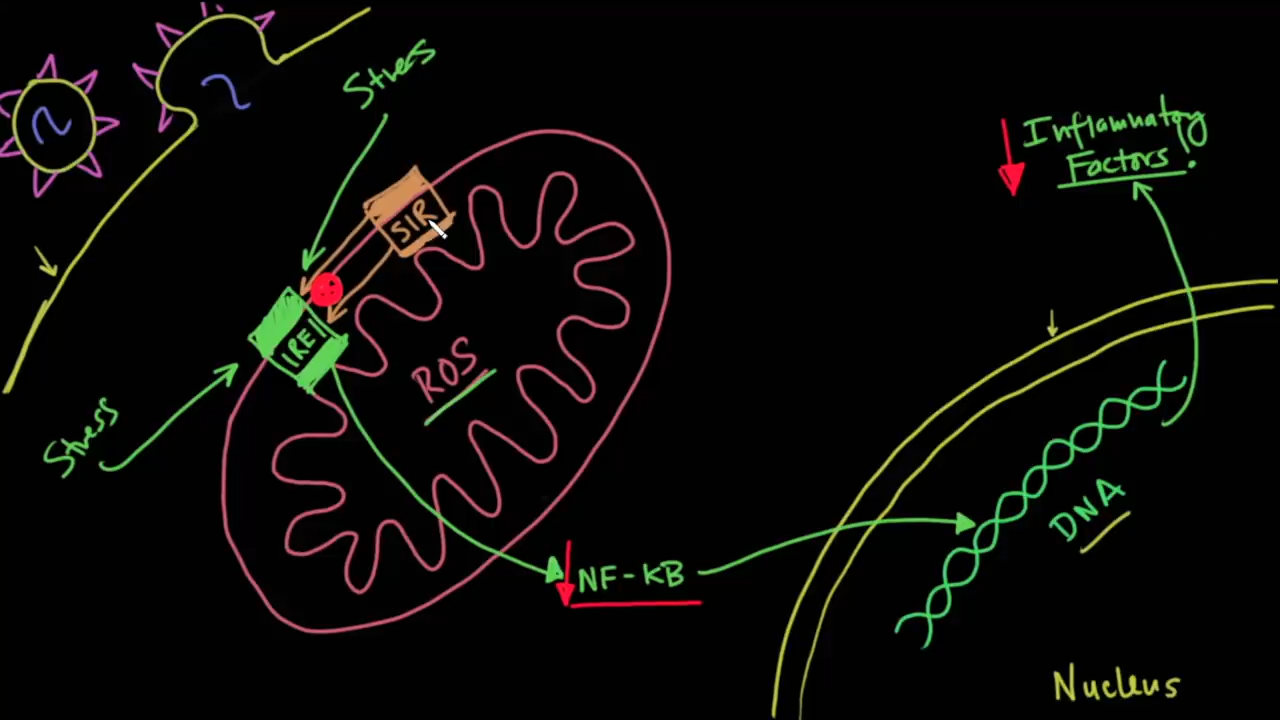 Stress
SIR
IRE1
Stress
ROS
NF-KB
Inflammatory
Factors
DNA
Nucleus